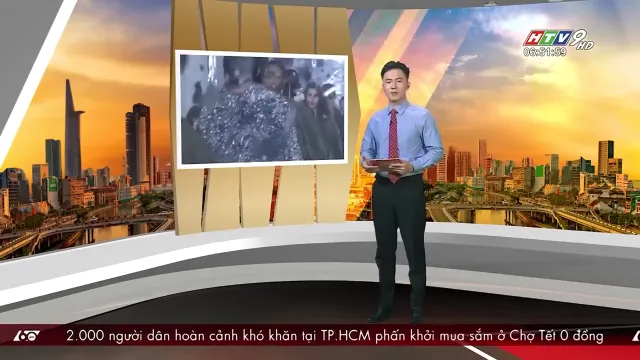 HTV9 HD
06:51:59
60
2.000 người dân hoàn cảnh khó khăn tại TP.HCM phấn khởi mua sắm ở Chợ Tết 0 đồng